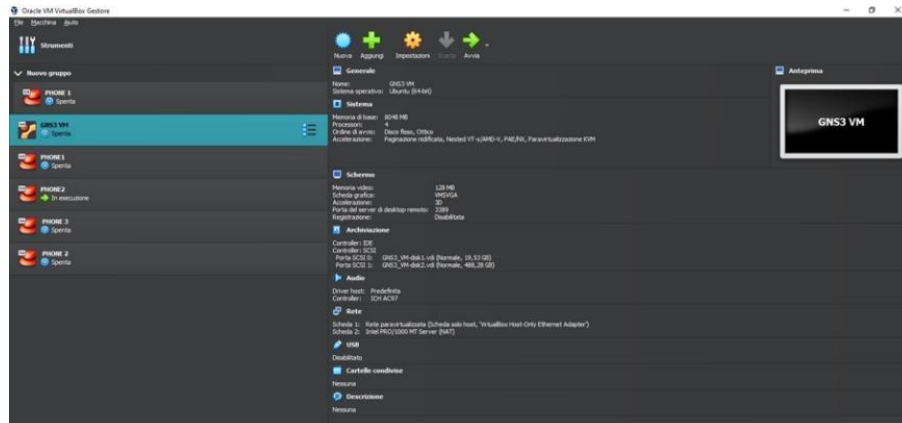 Oracle VM VirtualBox Gestore
File Macchina Aiuto
Strumenti
Nuova Aggiungi Impostazioni Scarta Avvia
Nuovo gruppo
PHONE 1
Spenta
GNS3 VM
Spenta
PHONE1
Spenta
PHONE2
In esecuzione
PHONE 3
Spenta
PHONE 2
Spenta
Generale
Nome: GNS3 VM
Sistema operativo: Ubuntu (64-bit)
Sistema
Memoria di base: 8048 MB
Processori: 4
Ordine di avvio: Disco fisso, Ottico
Accelerazione: Paginazione nidificata, Nested VT-x/AMD-V, PAE/NX, Paravirtualizzazione KVM
Schermo
Memoria video: 128 MB
Scheda grafica: VMSVGA
Accelerazione: 3D
Porta del server di desktop remoto: 3389
Registrazione: Disabilitata
Archiviazione
Controller: IDE
Controller: SCSI
Porta SCSI 0: GNS3_VM-disk1.vdi (Normale, 19,53 GB)
Porta SCSI 1: GNS3_VM-disk2.vdi (Normale, 488,28 GB)
Audio
Driver host: Predefinita
Controller: ICH AC97
Rete
Scheda 1: Rete paravirtualizzata (Scheda solo host, 'VirtualBox Host-Only Ethernet Adapter')
Scheda 2: Intel PRO/1000 MT Server (NAT)
USB
Disabilitato
Cartelle condivise
Nessuna
Descrizione
Nessuna
Anteprima
GNS3 VM